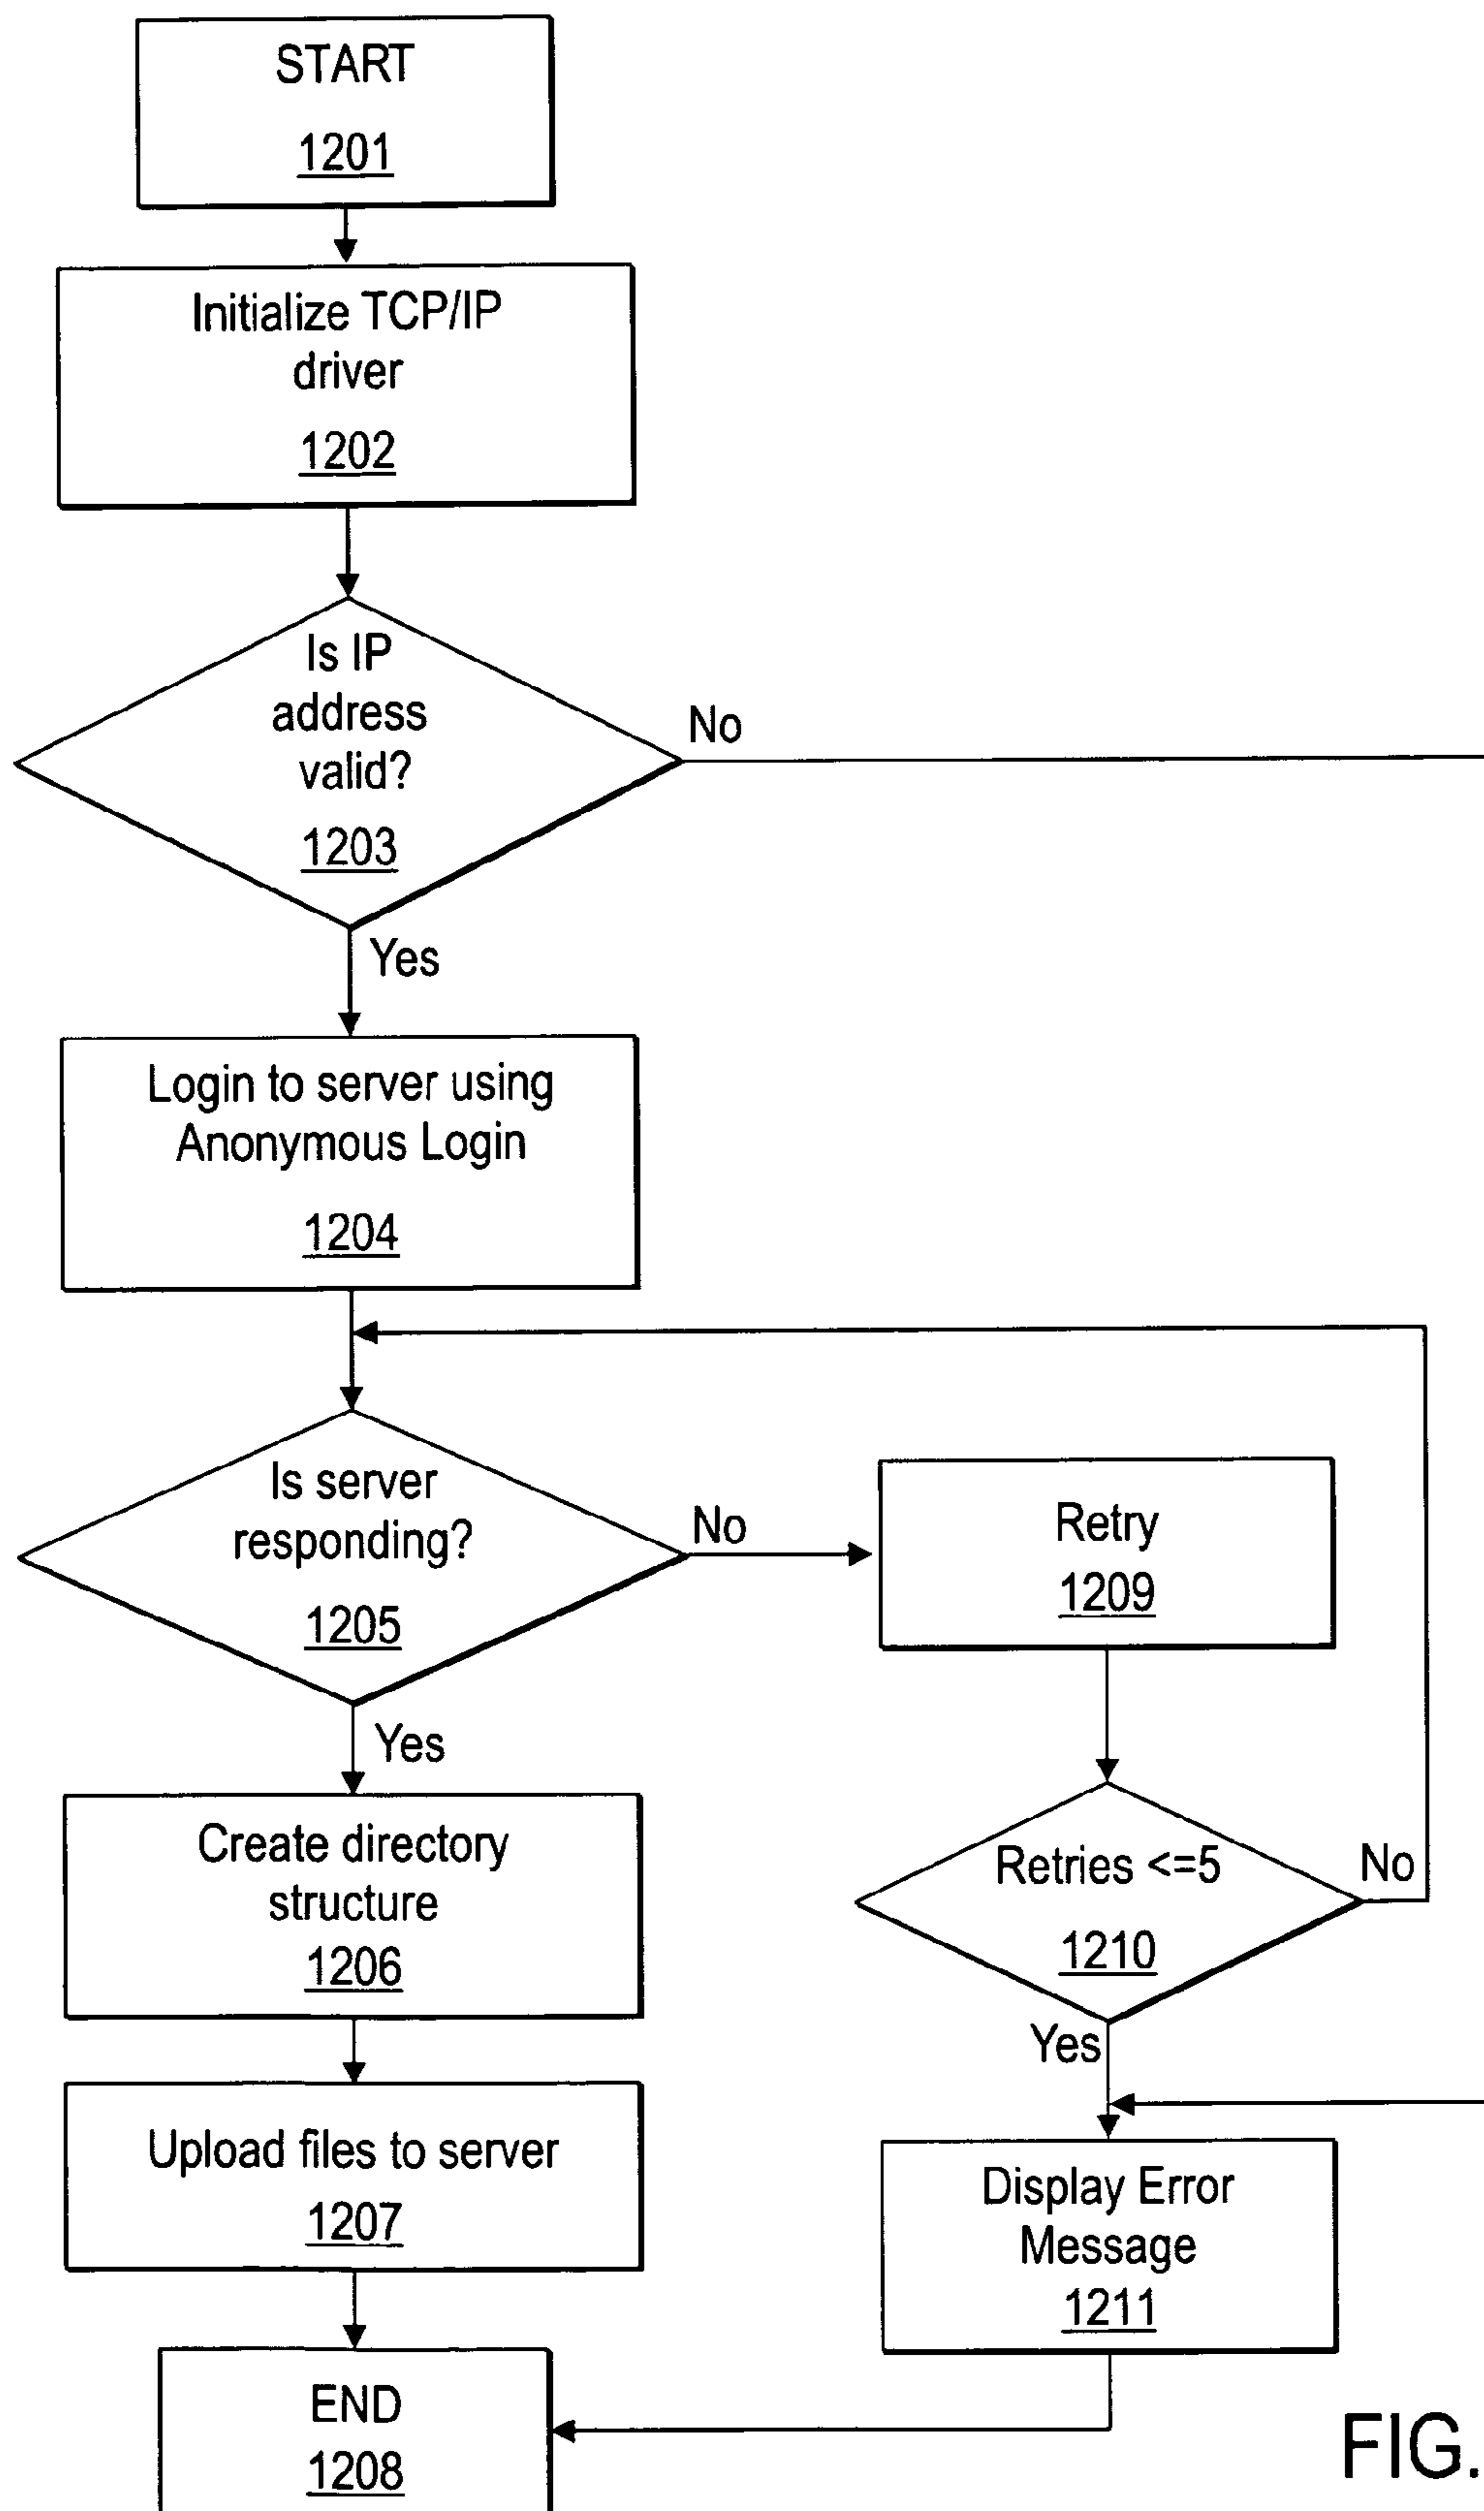 START
1201
Initialize TCP/IP
driver
1202
Is IP
address
valid?
1203
No
Yes
Login to server using
Anonymous Login
1204
Is server
responding?
1205
No
Yes
Retry
1209
Retries <=5
1210
No
Yes
Create directory
structure
1206
Upload files to server
1207
Display Error
Message
1211
END
1208
FIG.